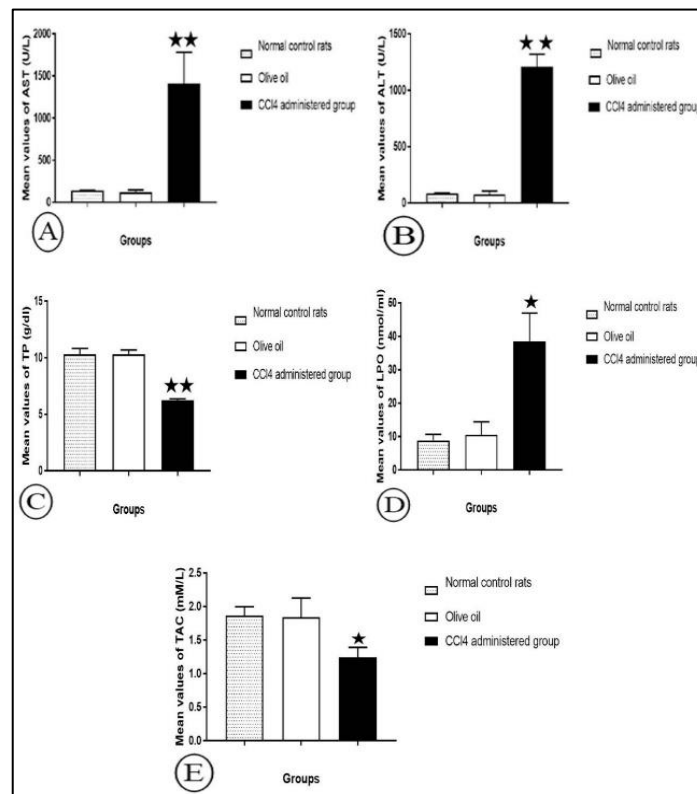 Mean values of AST (U/L)
2000
1500
1000
500
0
★★
Normal control rats
Olive oil
CCl4 administered group
Groups
A
Mean values of ALT (U/L)
1500
1000
500
0
★★
Normal control rats
Olive oil
CCl4 administered group
Groups
B
Mean values of TP (g/dl)
15
10
5
0
★★
Normal control rats
Olive oil
CCl4 administered group
Groups
C
Mean values of LPO (nmol/ml)
50
40
30
20
10
0
★
Normal control rats
Olive oil
CCl4 administered group
Groups
D
Mean values of TAC (mM/L)
2.5
2.0
1.5
1.0
0.5
0.0
★
Normal control rats
Olive oil
CCl4 administered group
Groups
E